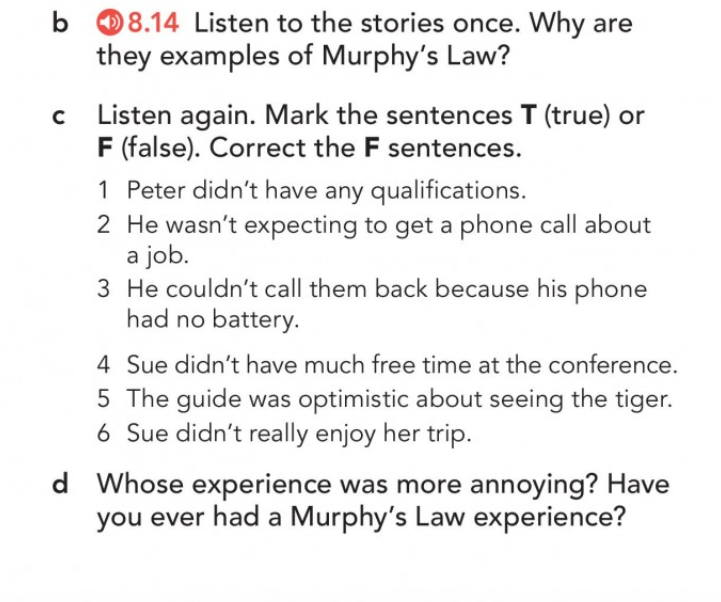 b 8.14 Listen to the stories once. Why are
they examples of Murphy's Law?
c Listen again. Mark the sentences T (true) or
F (false). Correct the F sentences.
1 Peter didn't have any qualifications.
2 He wasn't expecting to get a phone call about
a job.
3 He couldn't call them back because his phone
had no battery.
4 Sue didn't have much free time at the conference.
5 The guide was optimistic about seeing the tiger.
6 Sue didn't really enjoy her trip.
d Whose experience was more annoying? Have
you ever had a Murphy's Law experience?